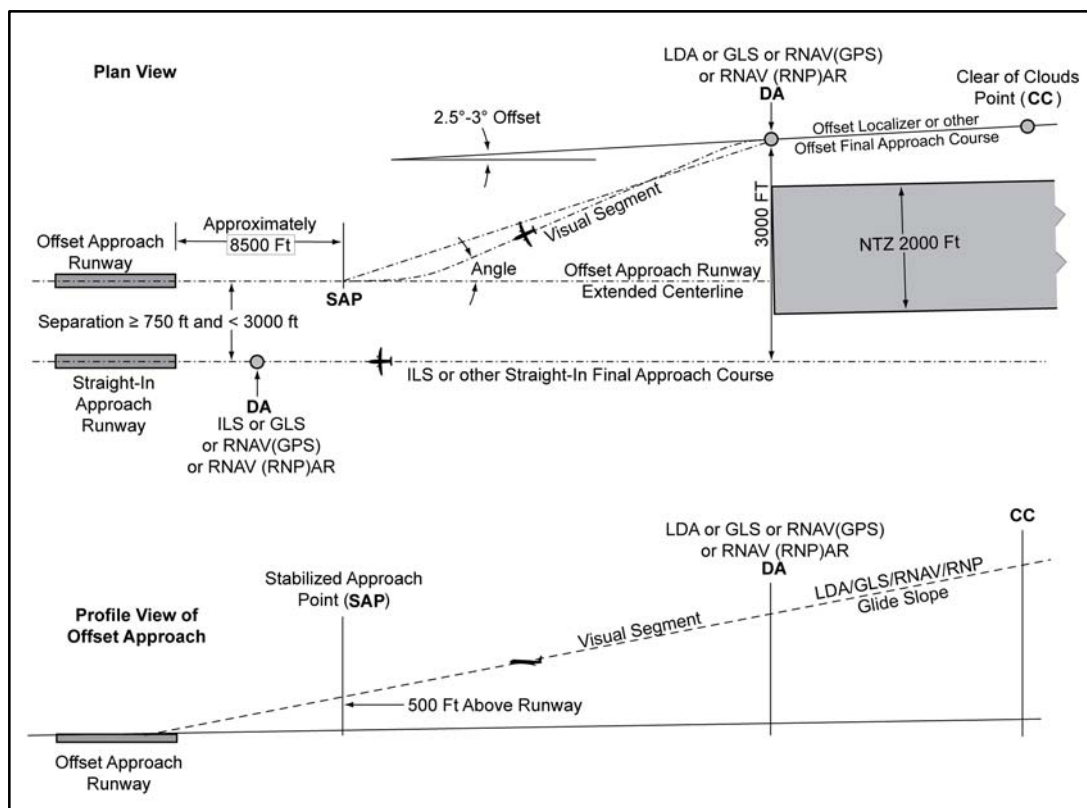 Plan View
LDA or GLS or RNAV(GPS)
or RNAV (RNP)AR
DA
Clear of Clouds
Point (CC)
2.5°-3° Offset
Offset Localizer or other
Offset Final Approach Course
Approximately
8500 Ft
Offset Approach
Runway
Visual Segment
3000 FT
NTZ 2000 Ft
Angle
SAP
Offset Approach Runway
Extended Centerline
Separation ≥ 750 ft and < 3000 ft
ILS or other Straight-In Final Approach Course
Straight-In
Approach
Runway
DA
ILS or GLS
or RNAV(GPS)
or RNAV (RNP)AR
LDA or GLS or RNAV(GPS)
or RNAV (RNP)AR
DA
CC
Stabilized Approach
Point (SAP)
LDA/GLS/RNAV/RNP
Glide Slope
Profile View of
Offset Approach
Visual Segment
500 Ft Above Runway
Offset Approach
Runway